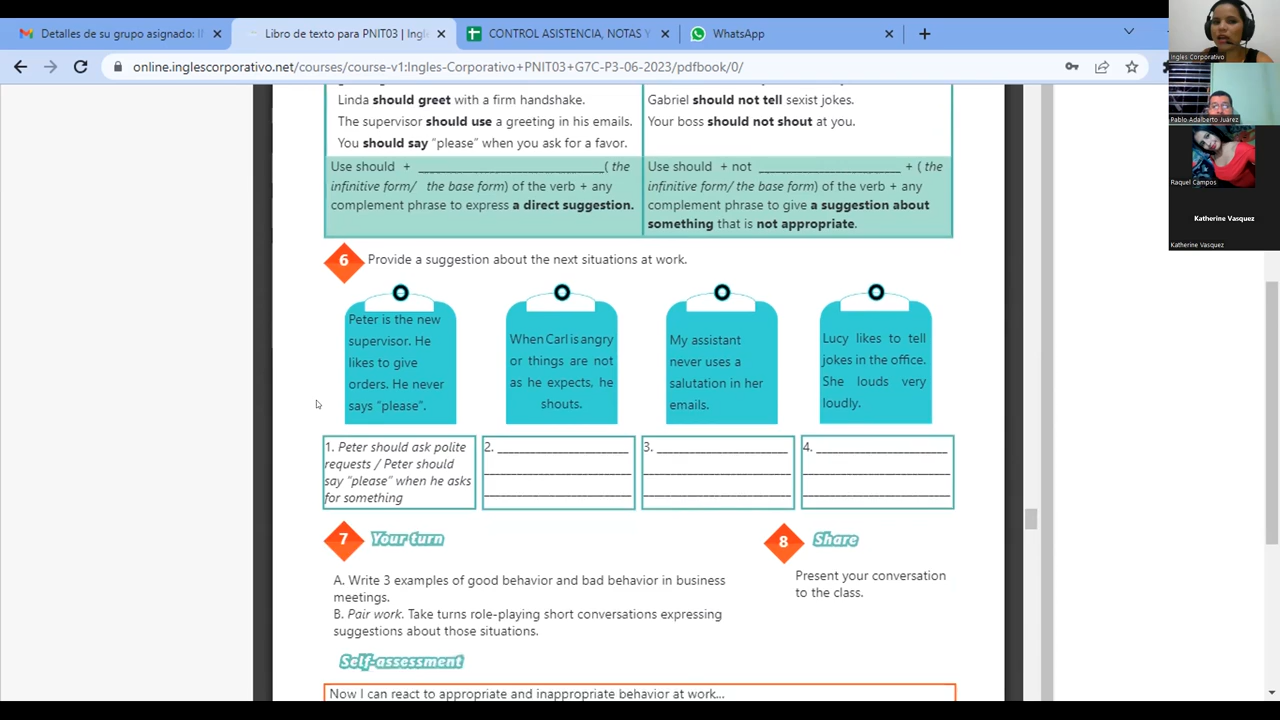 Detalles de su grupo asignado: II
Libro de texto para PNIT03 | Ingl
CONTROL ASISTENCIA, NOTAS Y
WhatsApp
online.inglescorporativo.net/courses/course-v1:Ingles-Corporativo+PNIT03+G7C-P3-06-2022/pdfbook/0/
Linda should greet with a firm handshake.
The supervisor should use a greeting in his emails.
You should say “please” when you ask for a favor.
Gabriel should not tell sexist jokes.
Your boss should not shout at you.
Use should + ______________________________( the
infinitive form/ the base form) of the verb + any
complement phrase to express a direct suggestion.
Use should + not _______________________ + ( the
infinitive form/ the base form) of the verb + any
complement phrase to give a suggestion about
something that is not appropriate.
6 Provide a suggestion about the next situations at work.
Peter is the new
supervisor. He
likes to give
orders. He never
says “please”.
When Carl is angry
or things are not
as he expects, he
shouts.
My assistant
never uses a
salutation in her
emails.
Lucy likes to tell
jokes in the office.
She louds very
loudly.
1. Peter should ask polite
requests / Peter should
say “please” when he asks
for something
2. ______________________
3. ______________________
4. ______________________
7 Your turn
A. Write 3 examples of good behavior and bad behavior in business
meetings.
B. Pair work. Take turns role-playing short conversations expressing
suggestions about those situations.
8 Share
Present your conversation
to the class.
Self-assessment
Now I can react to appropriate and inappropriate behavior at work...
Ingles Corporativo
Pablo Adalberto Juárez
Raquel Campos
Katherine Vasquez
Katherine Vasquez